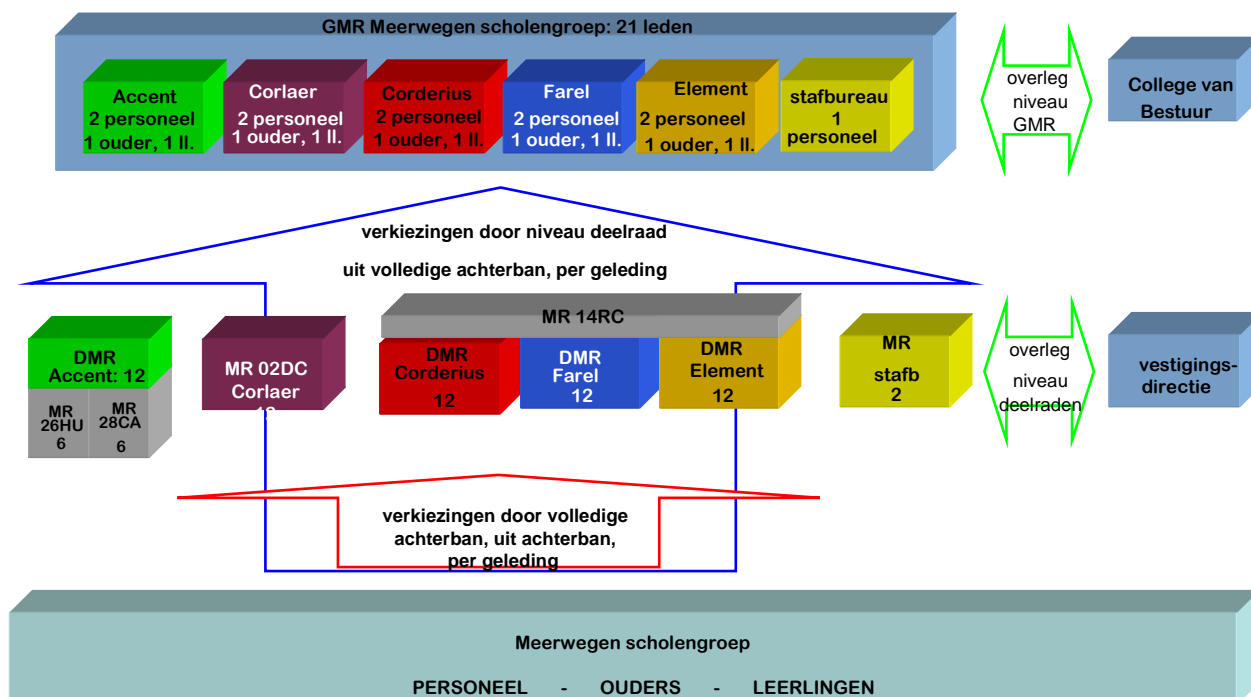 GMR Meerwegen scholengroep: 21 leden
Accent
2 personeel
1 ouder, 1 ll.
Corlaer
2 personeel
1 ouder, 1 ll.
Corderius
2 personeel
1 ouder, 1 ll.
Farel
2 personeel
1 ouder, 1 ll.
Element
2 personeel
1 ouder, 1 ll.
stafbureau
1
personeel
overleg
niveau
GMR
College van
Bestuur
verkiezingen door niveau deelraad
uit volledige achterban, per geleding
DMR
Accent: 12
MR
26HU
6
MR
28CA
6
MR 02DC
Corlaer
MR 14RC
DMR
Corderius
12
DMR
Farel
12
DMR
Element
12
MR
stafb
2
overleg
niveau
deelraden
vestigings-
directie
verkiezingen door volledige
achterban, uit achterban,
per geleding
Meerwegen scholengroep
PERSONEEL - OUDERS - LEERLINGEN